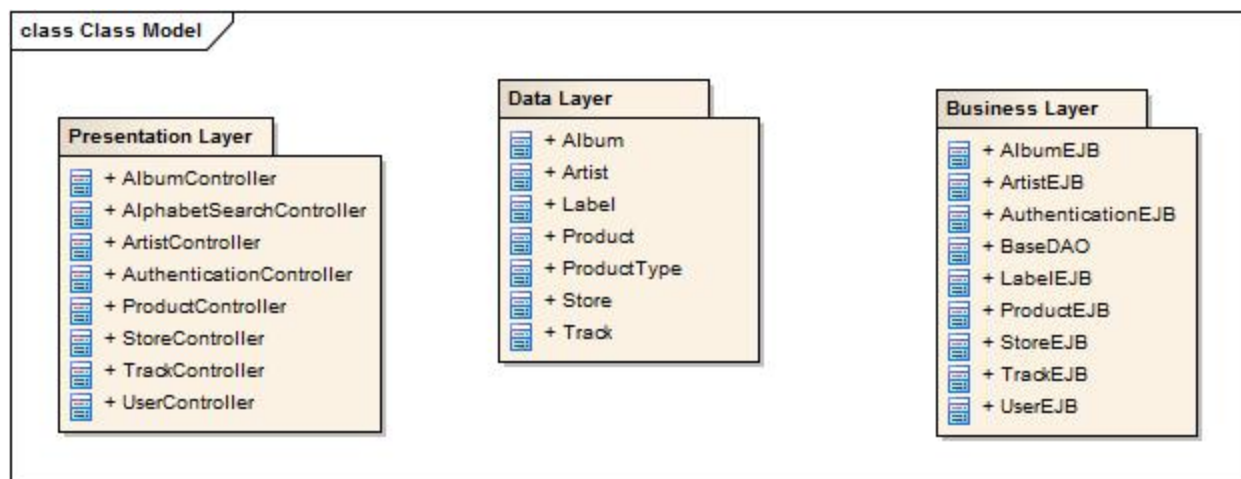 class Class Model
Presentation Layer
+ AlbumController
+ AlphabetSearchController
+ ArtistController
+ AuthenticationController
+ ProductController
+ StoreController
+ TrackController
+ UserController
Data Layer
+ Album
+ Artist
+ Label
+ Product
+ ProductType
+ Store
+ Track
Business Layer
+ AlbumEJB
+ ArtistEJB
+ AuthenticationEJB
+ BaseDAO
+ LabelEJB
+ ProductEJB
+ StoreEJB
+ TrackEJB
+ UserEJB